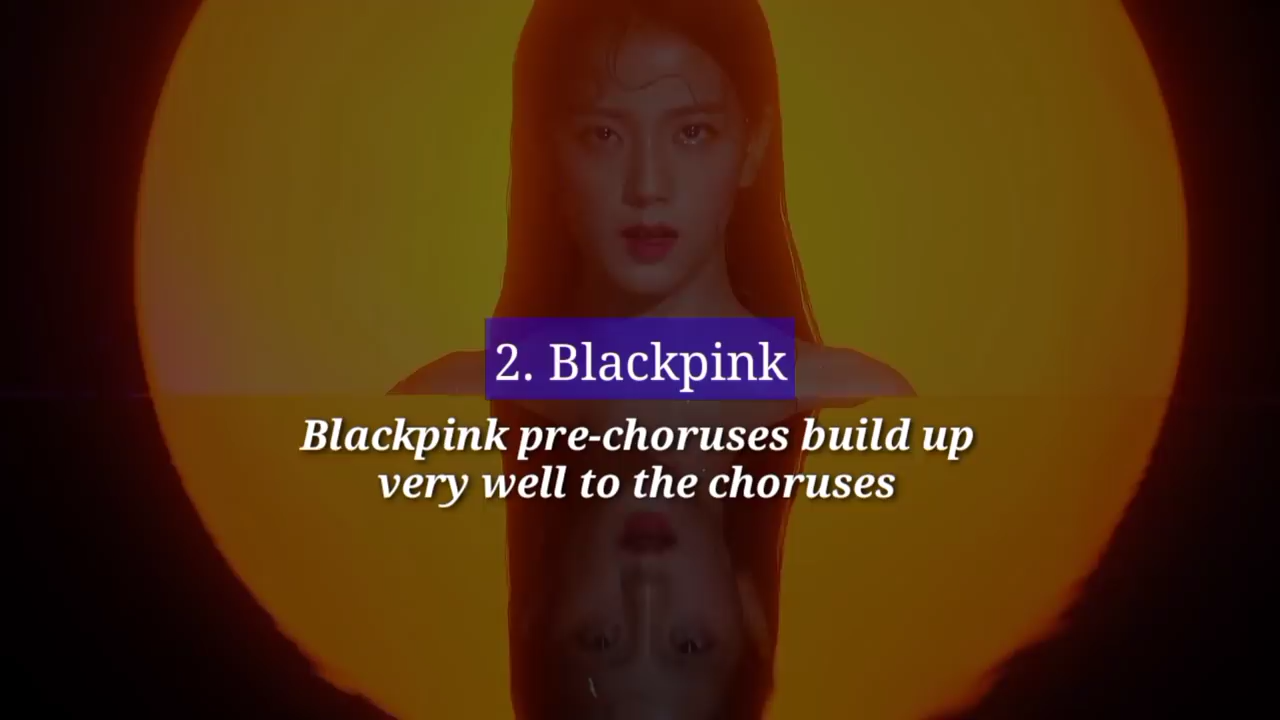 2. Blackpink
Blackpink pre-choruses build up
very well to the choruses